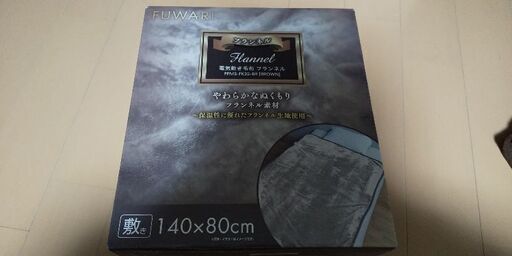 FUWARI
フランネル
Flannel
電気敷き毛布 フランネル
やわらかなぬくもり
フランネル素材
～保温性に優れたフランネル生地使用～
敷き 140×80cm